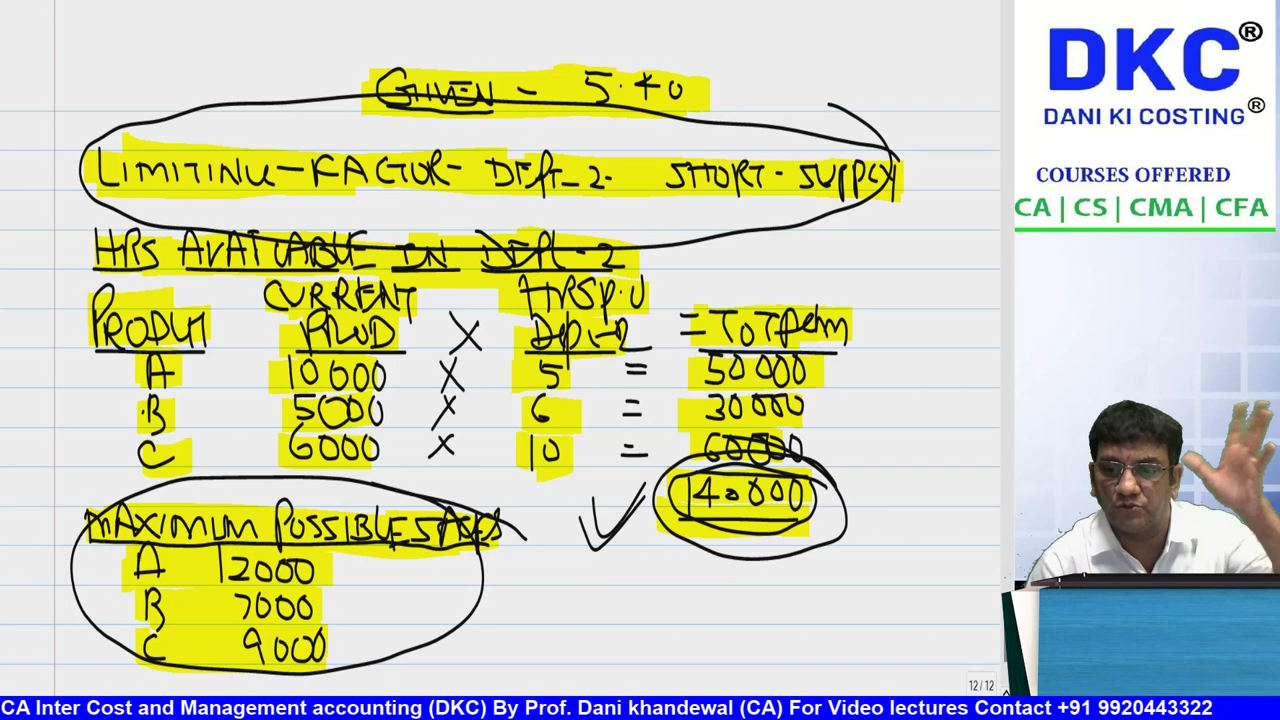 GIVEN - 5.40
LIMITING - FACTOR - DEPT-2. SHORT - SUPPLY
HRS AVAILABLE IN DEPT-2
PRODUCT CURRENT PROD X HRS P.U DEPT-2 = TOTAL
A 10000 X 5 = 50000
B 5000 X 6 = 30000
C 6000 X 10 = 60000
140000
MAXIMUM POSSIBLE SALES
A 12000
B 7000
C 9000
12/12
DKC®
DANI KI COSTING®
COURSES OFFERED
CA | CS | CMA | CFA
CA Inter Cost and Management accounting (DKC) By Prof. Dani khandewal (CA) For Video lectures Contact +91 9920443322